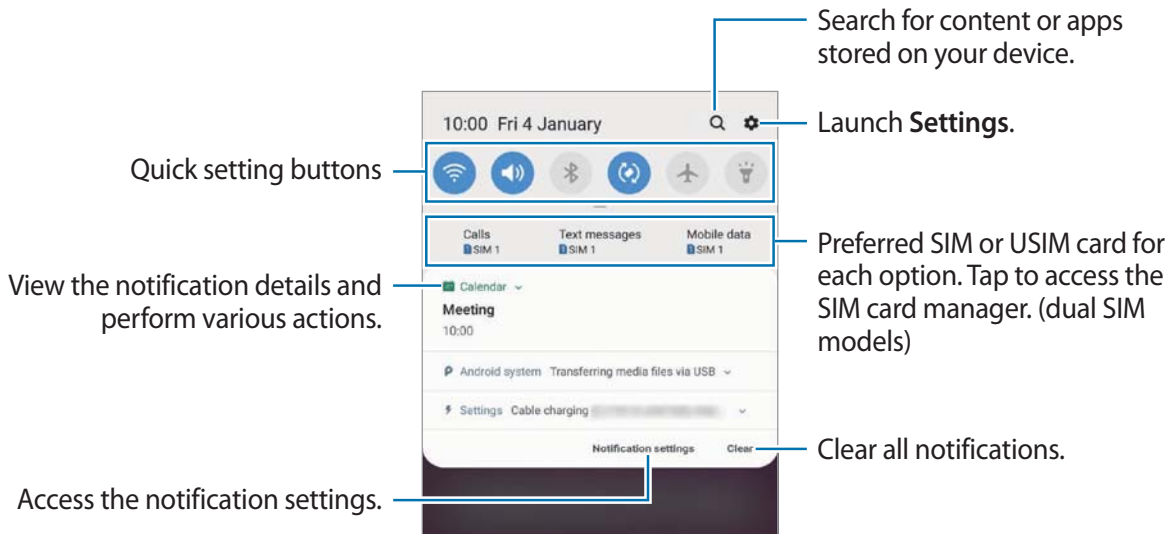 Search for content or apps
stored on your device.
10:00 Fri 4 January
Launch Settings.
Quick setting buttons
Calls
SIM 1
Text messages
SIM 1
Mobile data
SIM 1
Preferred SIM or USIM card for
each option. Tap to access the
SIM card manager. (dual SIM
models)
View the notification details and
perform various actions.
Calendar
Meeting
10:00
Android system Transferring media files via USB
Settings Cable charging
Notification settings Clear
Clear all notifications.
Access the notification settings.